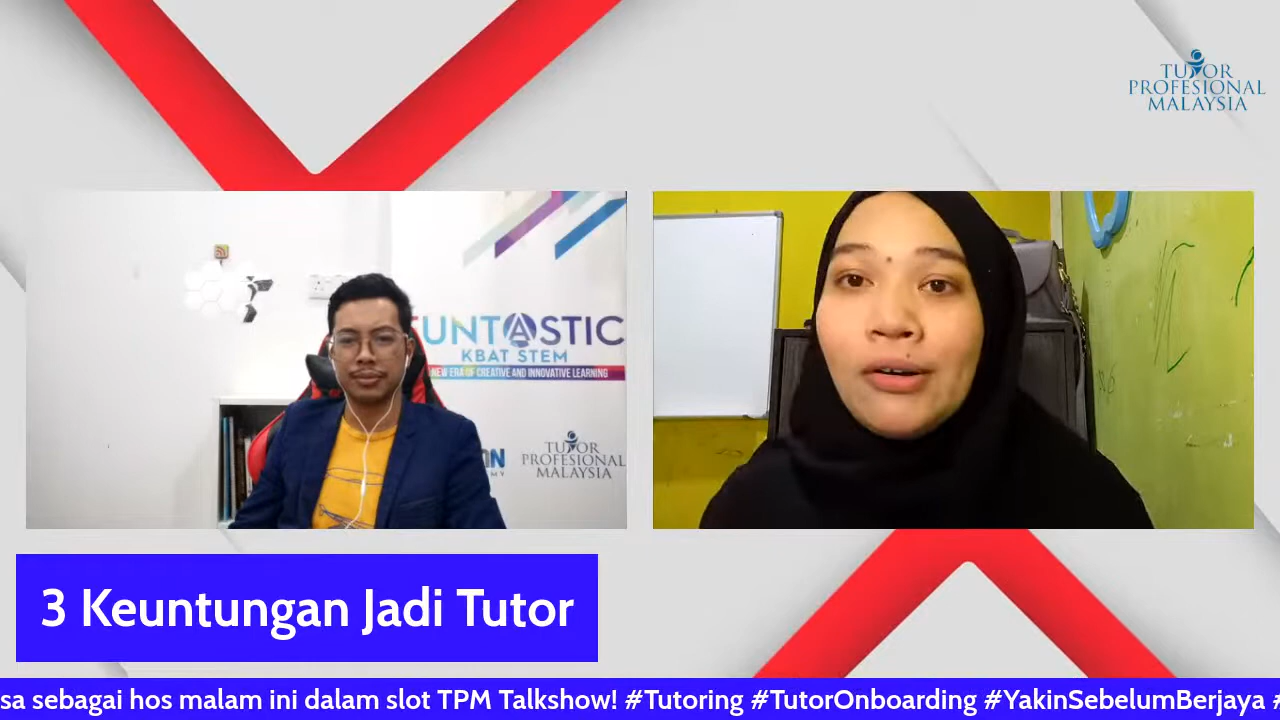 TUTOR
PROFESIONAL
MALAYSIA
UNTASTIC
KBAT STEM
NEW ERA OF CREATIVE AND INNOVATIVE LEARNING
TUTOR
PROFESIONAL
MALAYSIA
3 Keuntungan Jadi Tutor
sa sebagai hos malam ini dalam slot TPM Talkshow! #Tutoring #TutorOnboarding #YakinSebelumBerjaya #